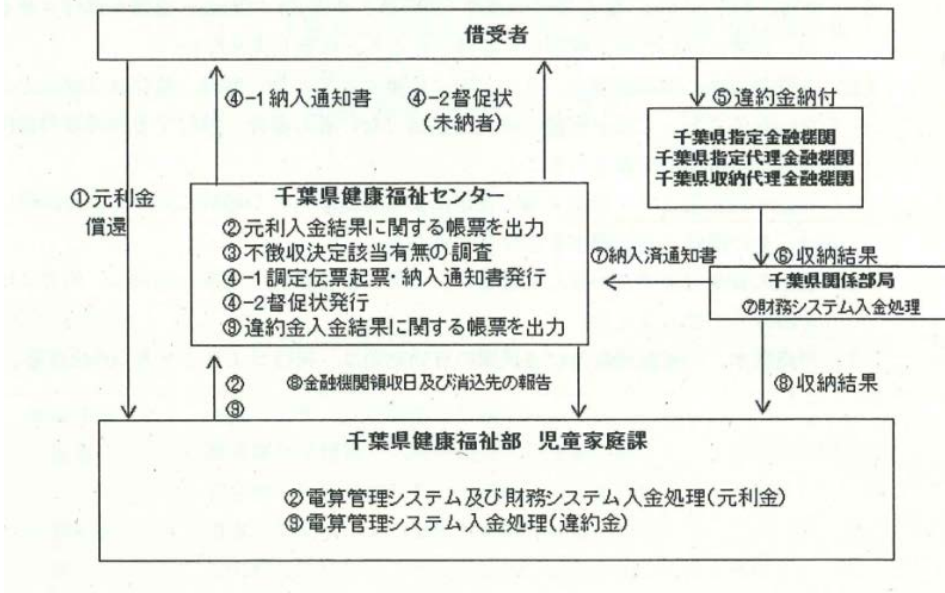 借受者
④-1納入通知書
④-2督促状
(未納者)
⑤違約金納付
千葉県指定金融機関
千葉県指定代理金融機関
千葉県収納代理金融機関
①元利金
償還
千葉県健康福祉センター
②元利入金結果に関する帳票を出力
③不徴収決定該当有無の調査
④-1調定伝票起票・納入通知書発行
④-2督促状発行
⑨違約金入金結果に関する帳票を出力
⑦納入済通知書
⑥収納結果
千葉県関係部局
⑦財務システム入金処理
②
⑨
⑧金融機関領収日及び消込先の報告
⑧収納結果
千葉県健康福祉部 児童家庭課
②電算管理システム及び財務システム入金処理(元利金)
⑨電算管理システム入金処理(違約金)